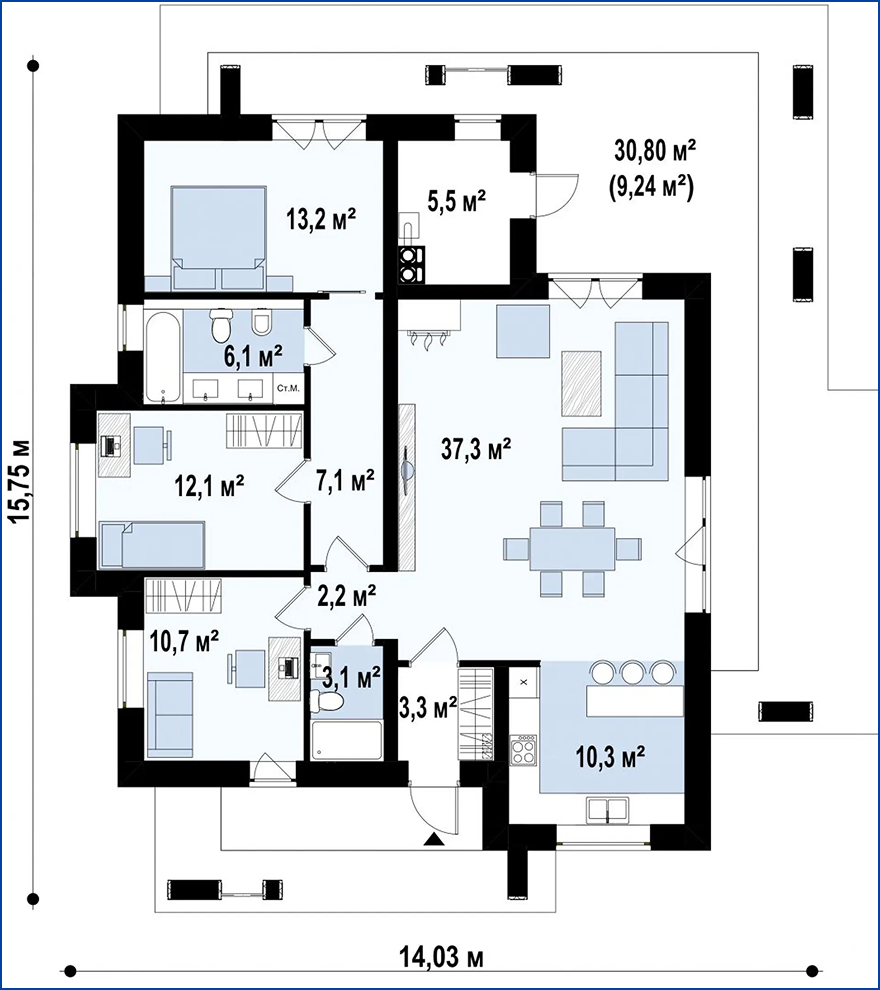 30,80 м²
(9,24 м²)
5,5 м²
13,2 м²
6,1 м²
Ст.М.
37,3 м²
12,1 м²
7,1 м²
15,75 м
2,2 м²
10,7 м²
3,1 м²
X
3,3 м²
10,3 м²
14,03 м